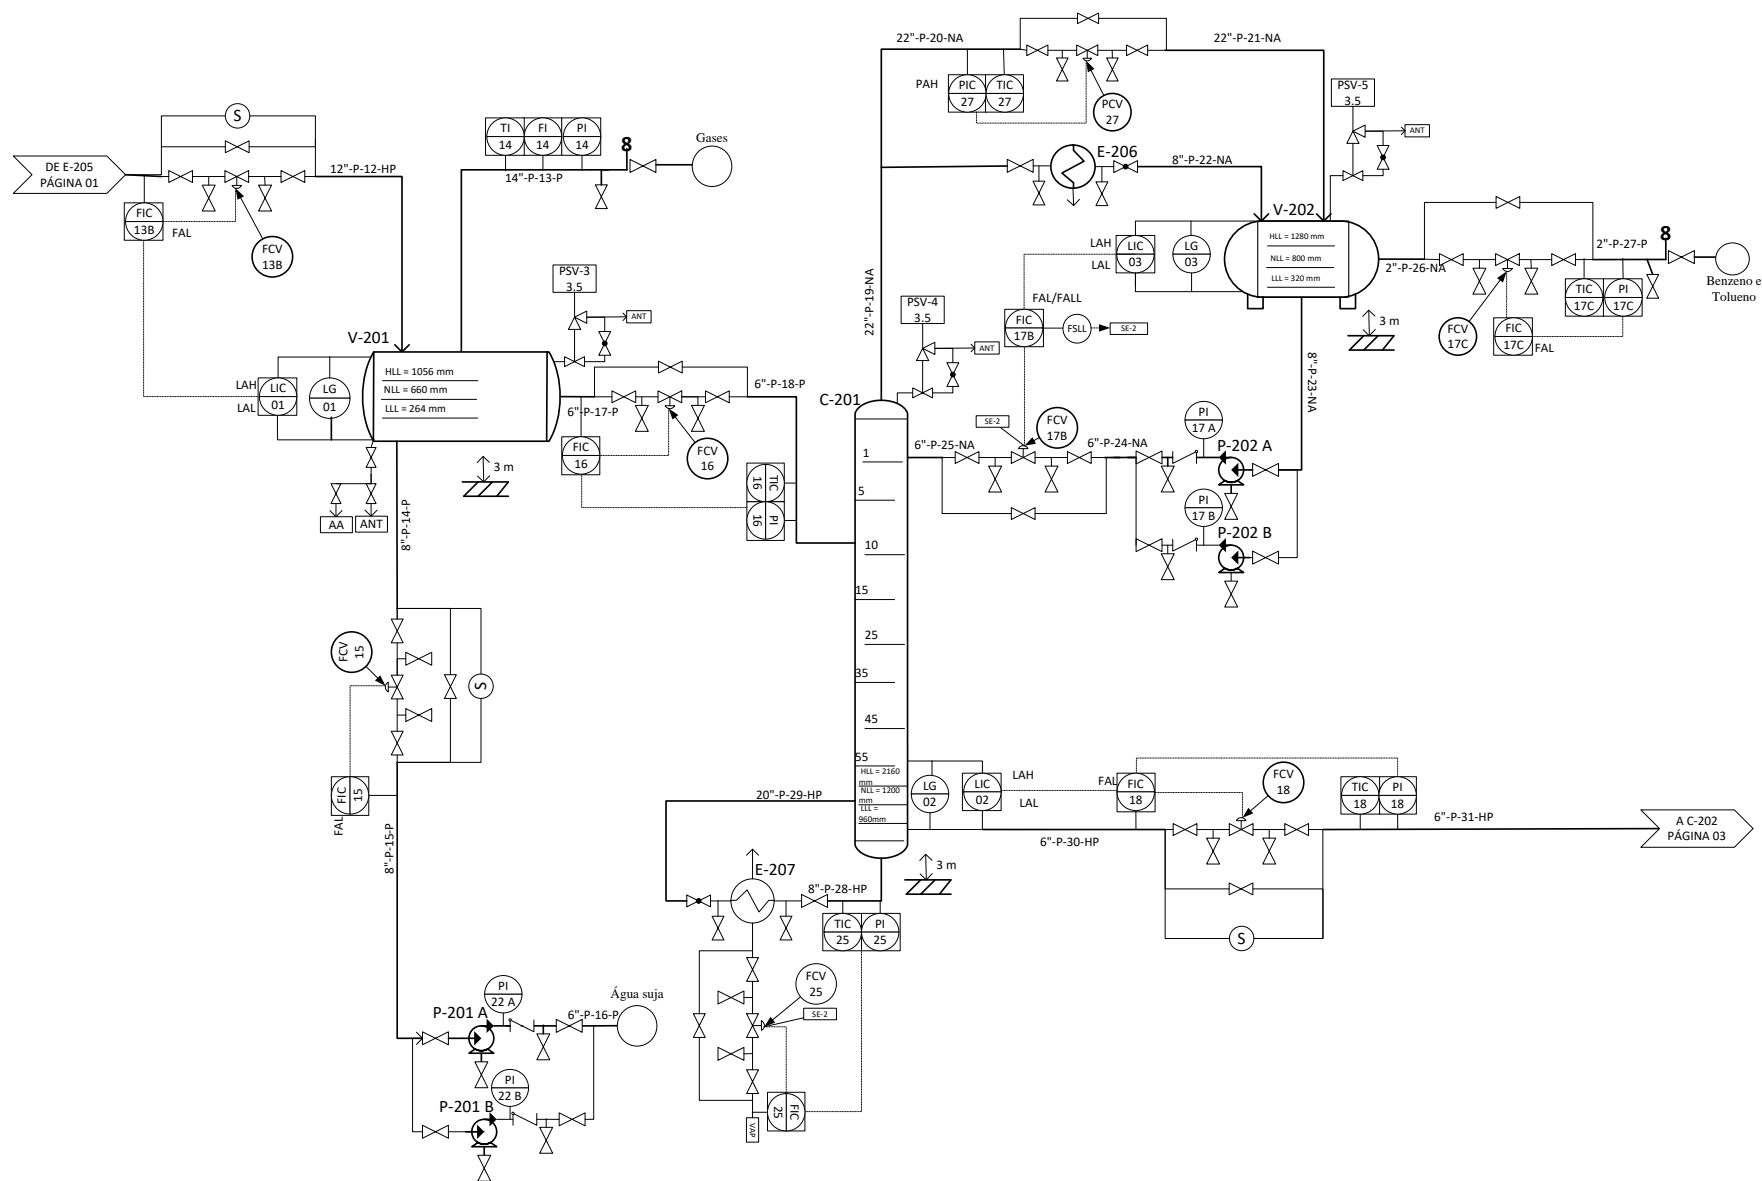 22"-P-20-NA
22"-P-21-NA
PAH
PIC
27
TIC
27
PCV
27
PSV-5
3.5
ANT
S
TI
14
FI
14
PI
14
8
Gases
DE E-205
PÁGINA 01
12"-P-12-HP
14"-P-13-P
E-206
8"-P-22-NA
FIC
13B
FAL
FCV
13B
V-202
HLL = 1280 mm
NLL = 800 mm
LLL = 320 mm
LAH
LAL
LIC
03
LG
03
2"-P-26-NA
2"-P-27-P
8
Benzeno e
Tolueno
TIC
17C
PI
17C
FCV
17C
FIC
17C
FAL
3 m
PSV-3
3.5
ANT
22"-P-19-NA
PSV-4
3.5
ANT
FAL/FALL
FIC
17B
FSLL
SE-2
V-201
HLL = 1056 mm
NLL = 660 mm
LLL = 264 mm
LAH
LAL
LIC
01
LG
01
6"-P-17-P
6"-P-18-P
FIC
16
FCV
16
3 m
TIC
16
PI
16
AA
ANT
8"-P-14-P
C-201
1
5
10
15
25
35
45
55
HLL = 2160
mm
NLL = 1200
mm
LLL =
960mm
SE-2
FCV
17B
6"-P-25-NA
6"-P-24-NA
8"-P-23-NA
PI
17 A
P-202 A
PI
17 B
P-202 B
FCV
15
S
FIC
15
FAL
8"-P-15-P
LG
02
LIC
02
LAH
LAL
FAL
FIC
18
FCV
18
TIC
18
PI
18
6"-P-30-HP
6"-P-31-HP
A C-202
PÁGINA 03
S
20"-P-29-HP
3 m
E-207
8"-P-28-HP
TIC
25
PI
25
FCV
25
SE-2
FIC
25
VAP
PI
22 A
P-201 A
Água suja
6"-P-16-P
PI
22 B
P-201 B